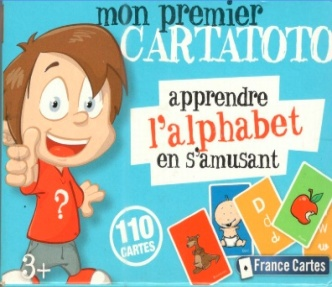 mon premier
CARTATOTO
apprendre
l'alphabet
en s'amusant
?
110
CARTES
D
d
d
w
3+
France Cartes